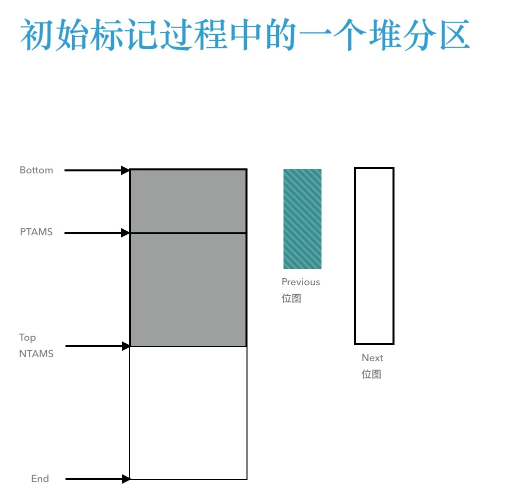 初始标记过程中的一个堆分区
Bottom
PTAMS
Previous
位图
Top
NTAMS
Next
位图
End